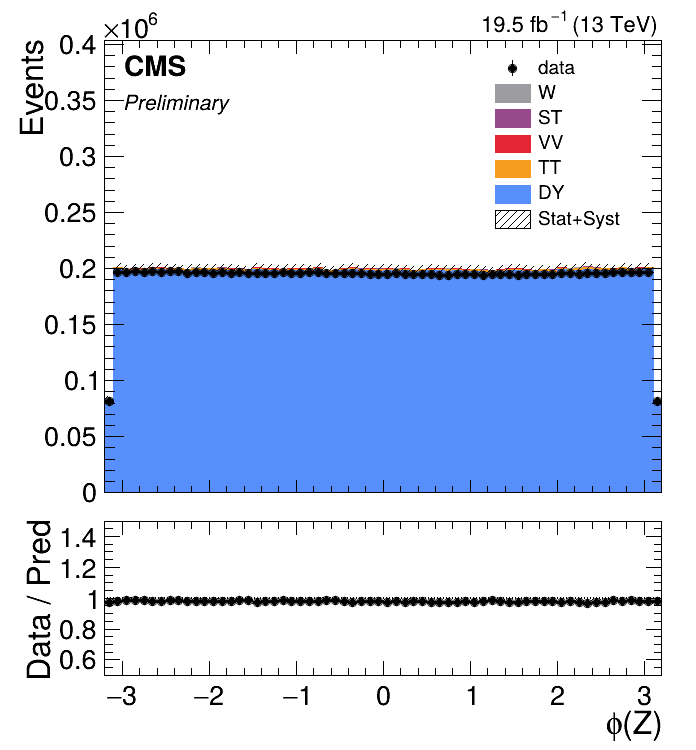 ×10⁶
19.5 fb⁻¹ (13 TeV)
Events
0.4
0.35
0.3
0.25
0.2
0.15
0.1
0.05
0
CMS
Preliminary
data
W
ST
VV
TT
DY
Stat+Syst
Data / Pred
1.4
1.2
1
0.8
0.6
−3 −2 −1 0 1 2 3
ϕ(Z)